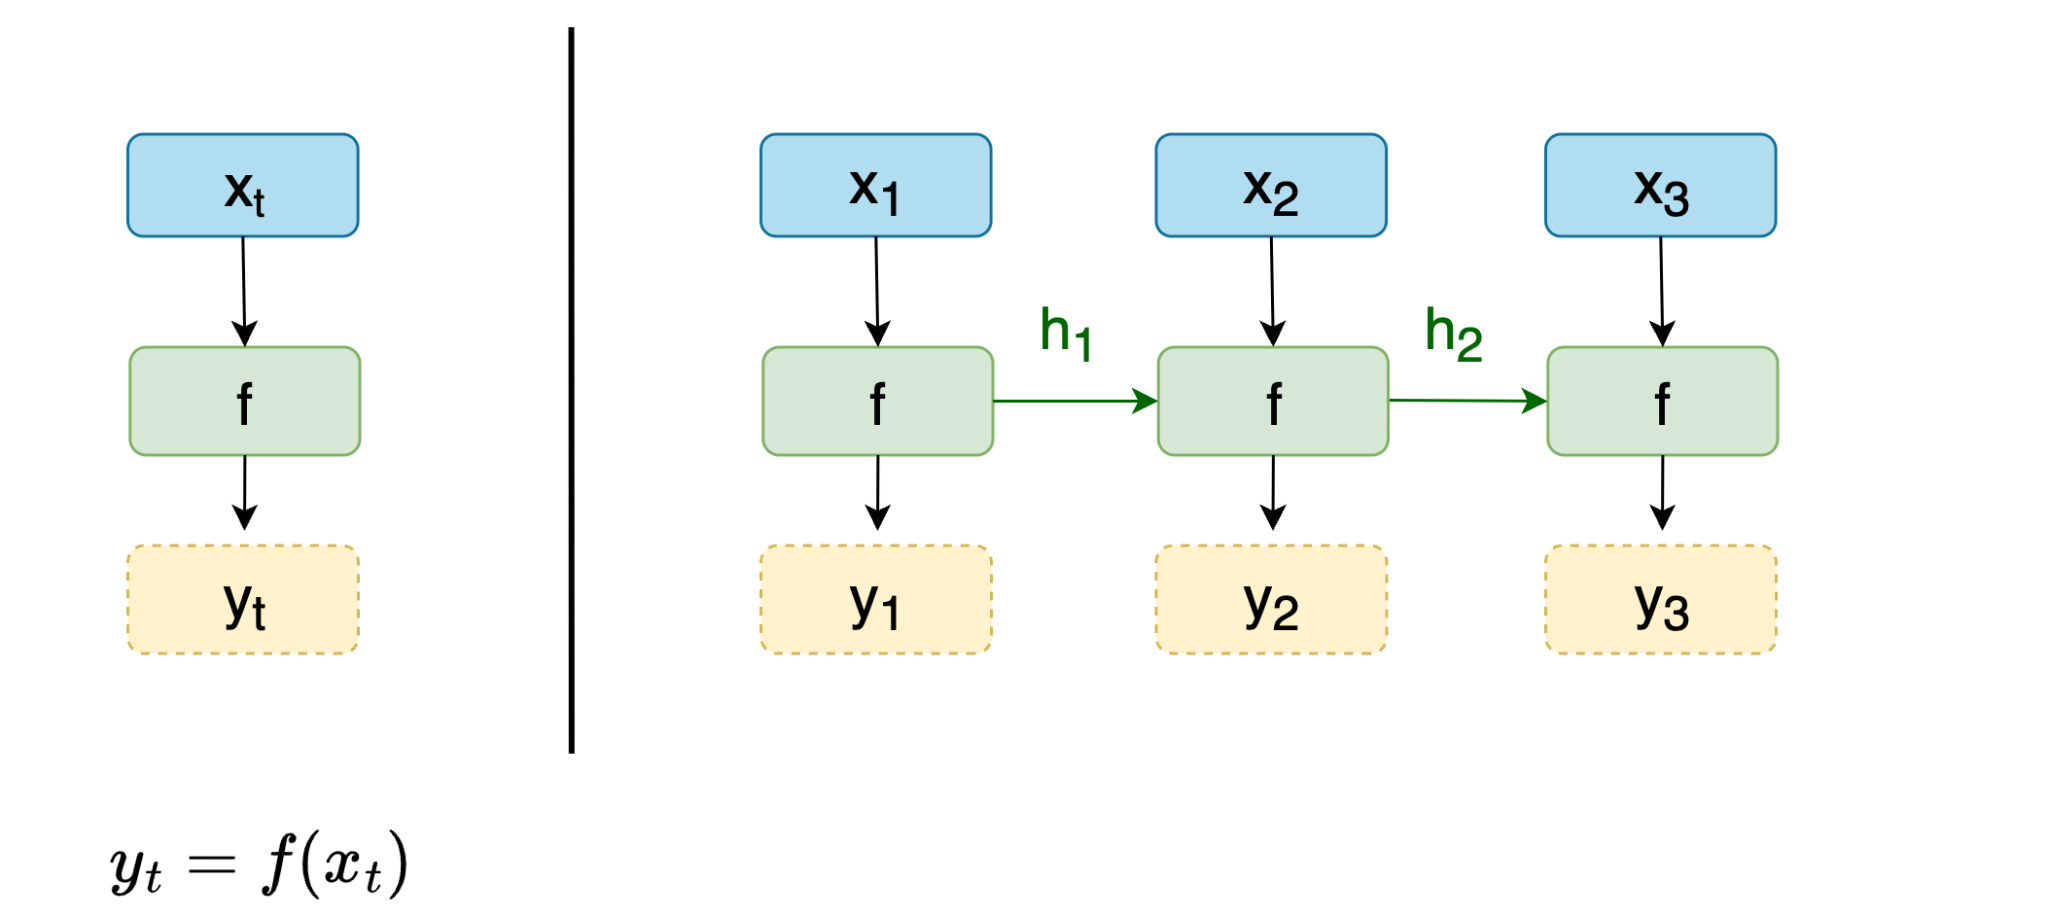 xₜ x₁ x₂ x₃
h₁ h₂
f f f f
yₜ y₁ y₂ y₃
yₜ = f(xₜ)